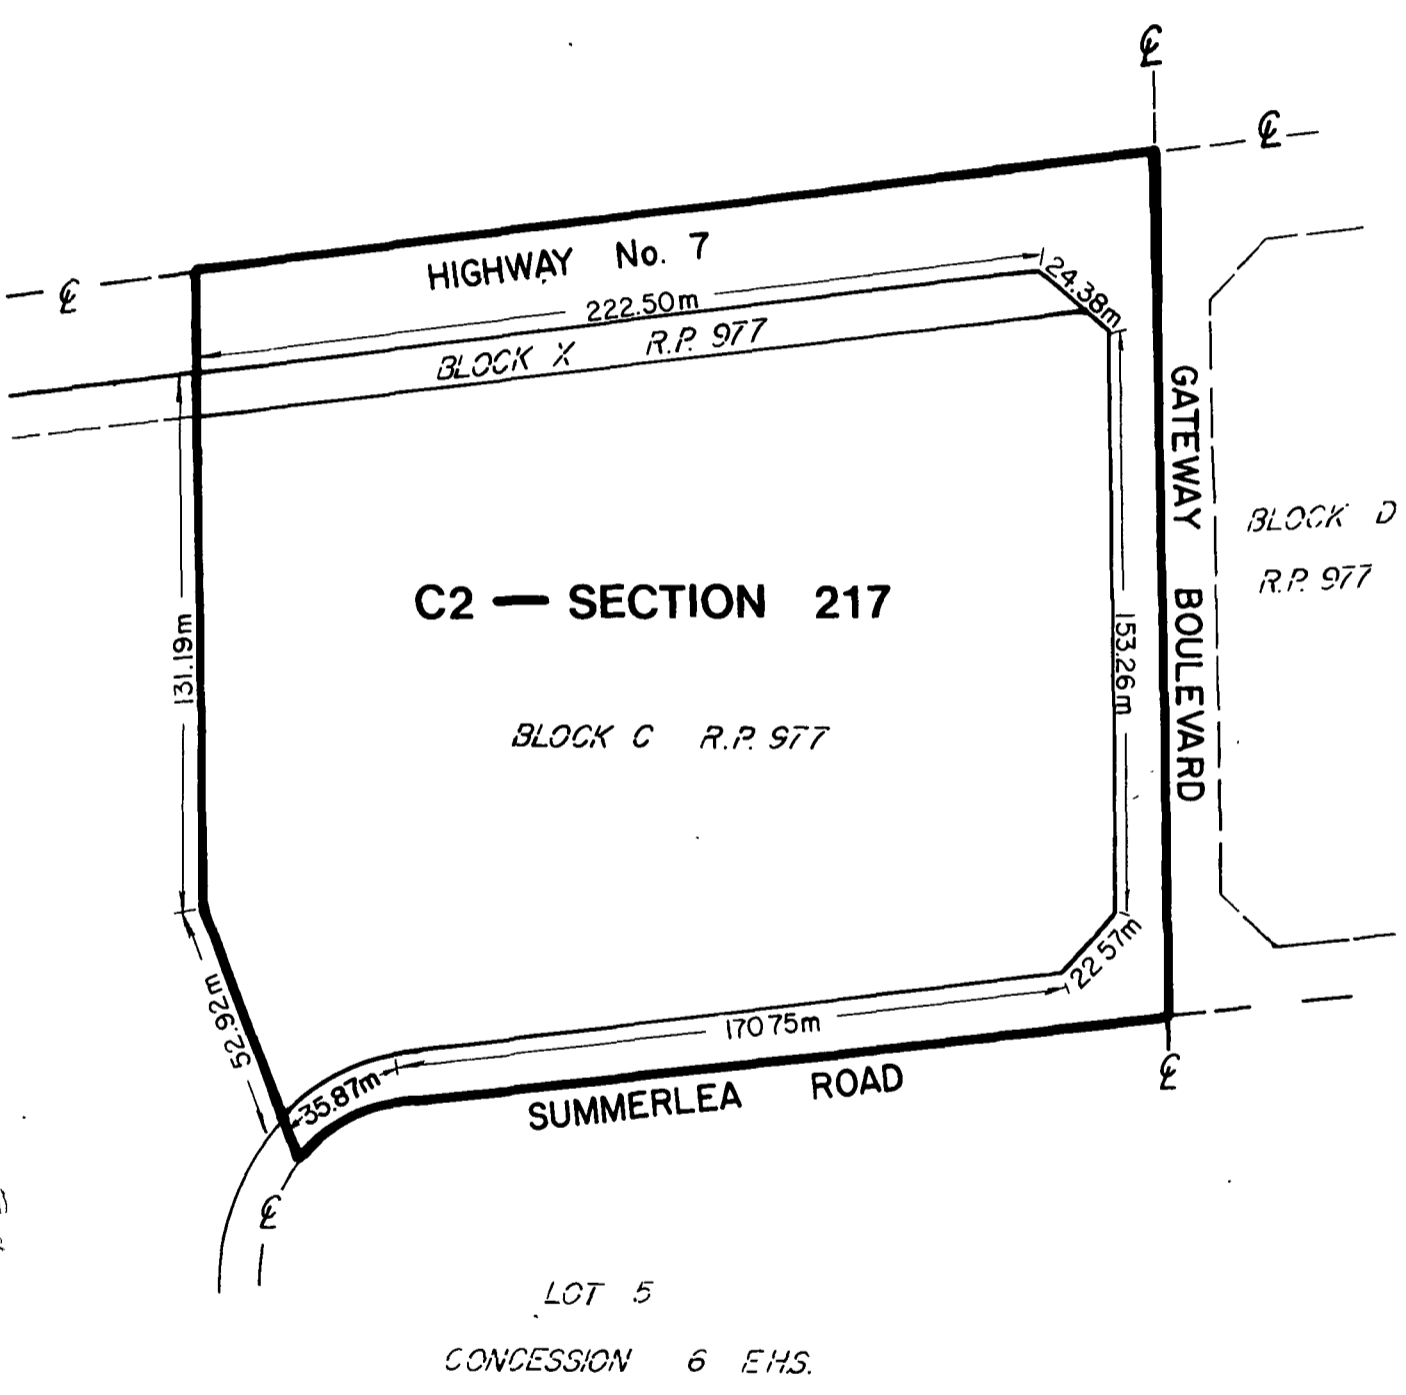 ℄
℄
HIGHWAY No. 7
℄
24.38m
222.50m
BLOCK X R.P. 977
GATEWAY BOULEVARD
BLOCK D
R.P. 977
C2 — SECTION 217
131.19m
153.26m
BLOCK C R.P. 977
22.57m
52.92m
170.75m
35.87m
℄
SUMMERLEA ROAD
℄
LOT 5
CONCESSION 6 E.H.S.